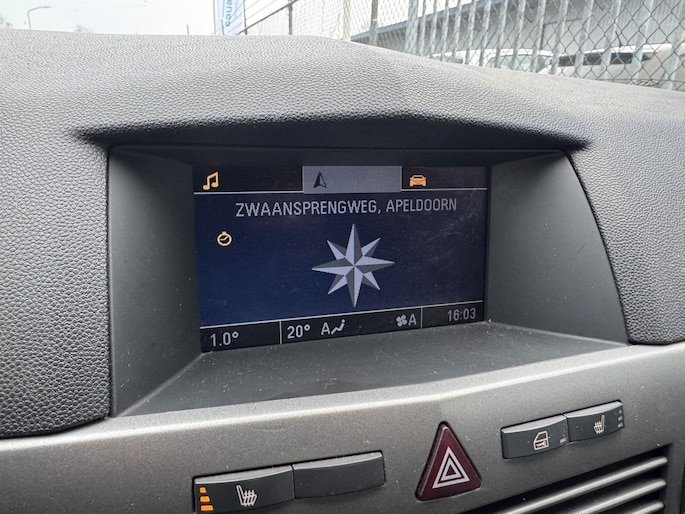 ZWAANSPRENGWEG, APELDOORN
1.0° 20° A A 16:03